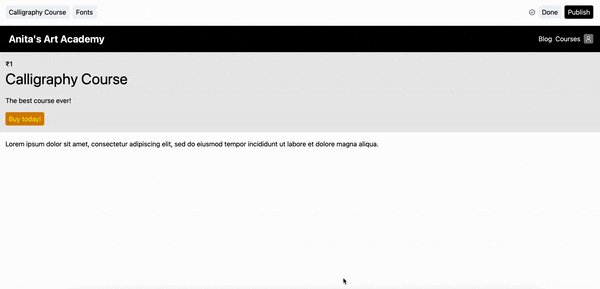 Calligraphy Course Fonts Done Publish
Anita's Art Academy Blog Courses
₹1
Calligraphy Course
The best course ever!
Buy today!
Lorem ipsum dolor sit amet, consectetur adipiscing elit, sed do eiusmod tempor incididunt ut labore et dolore magna aliqua.